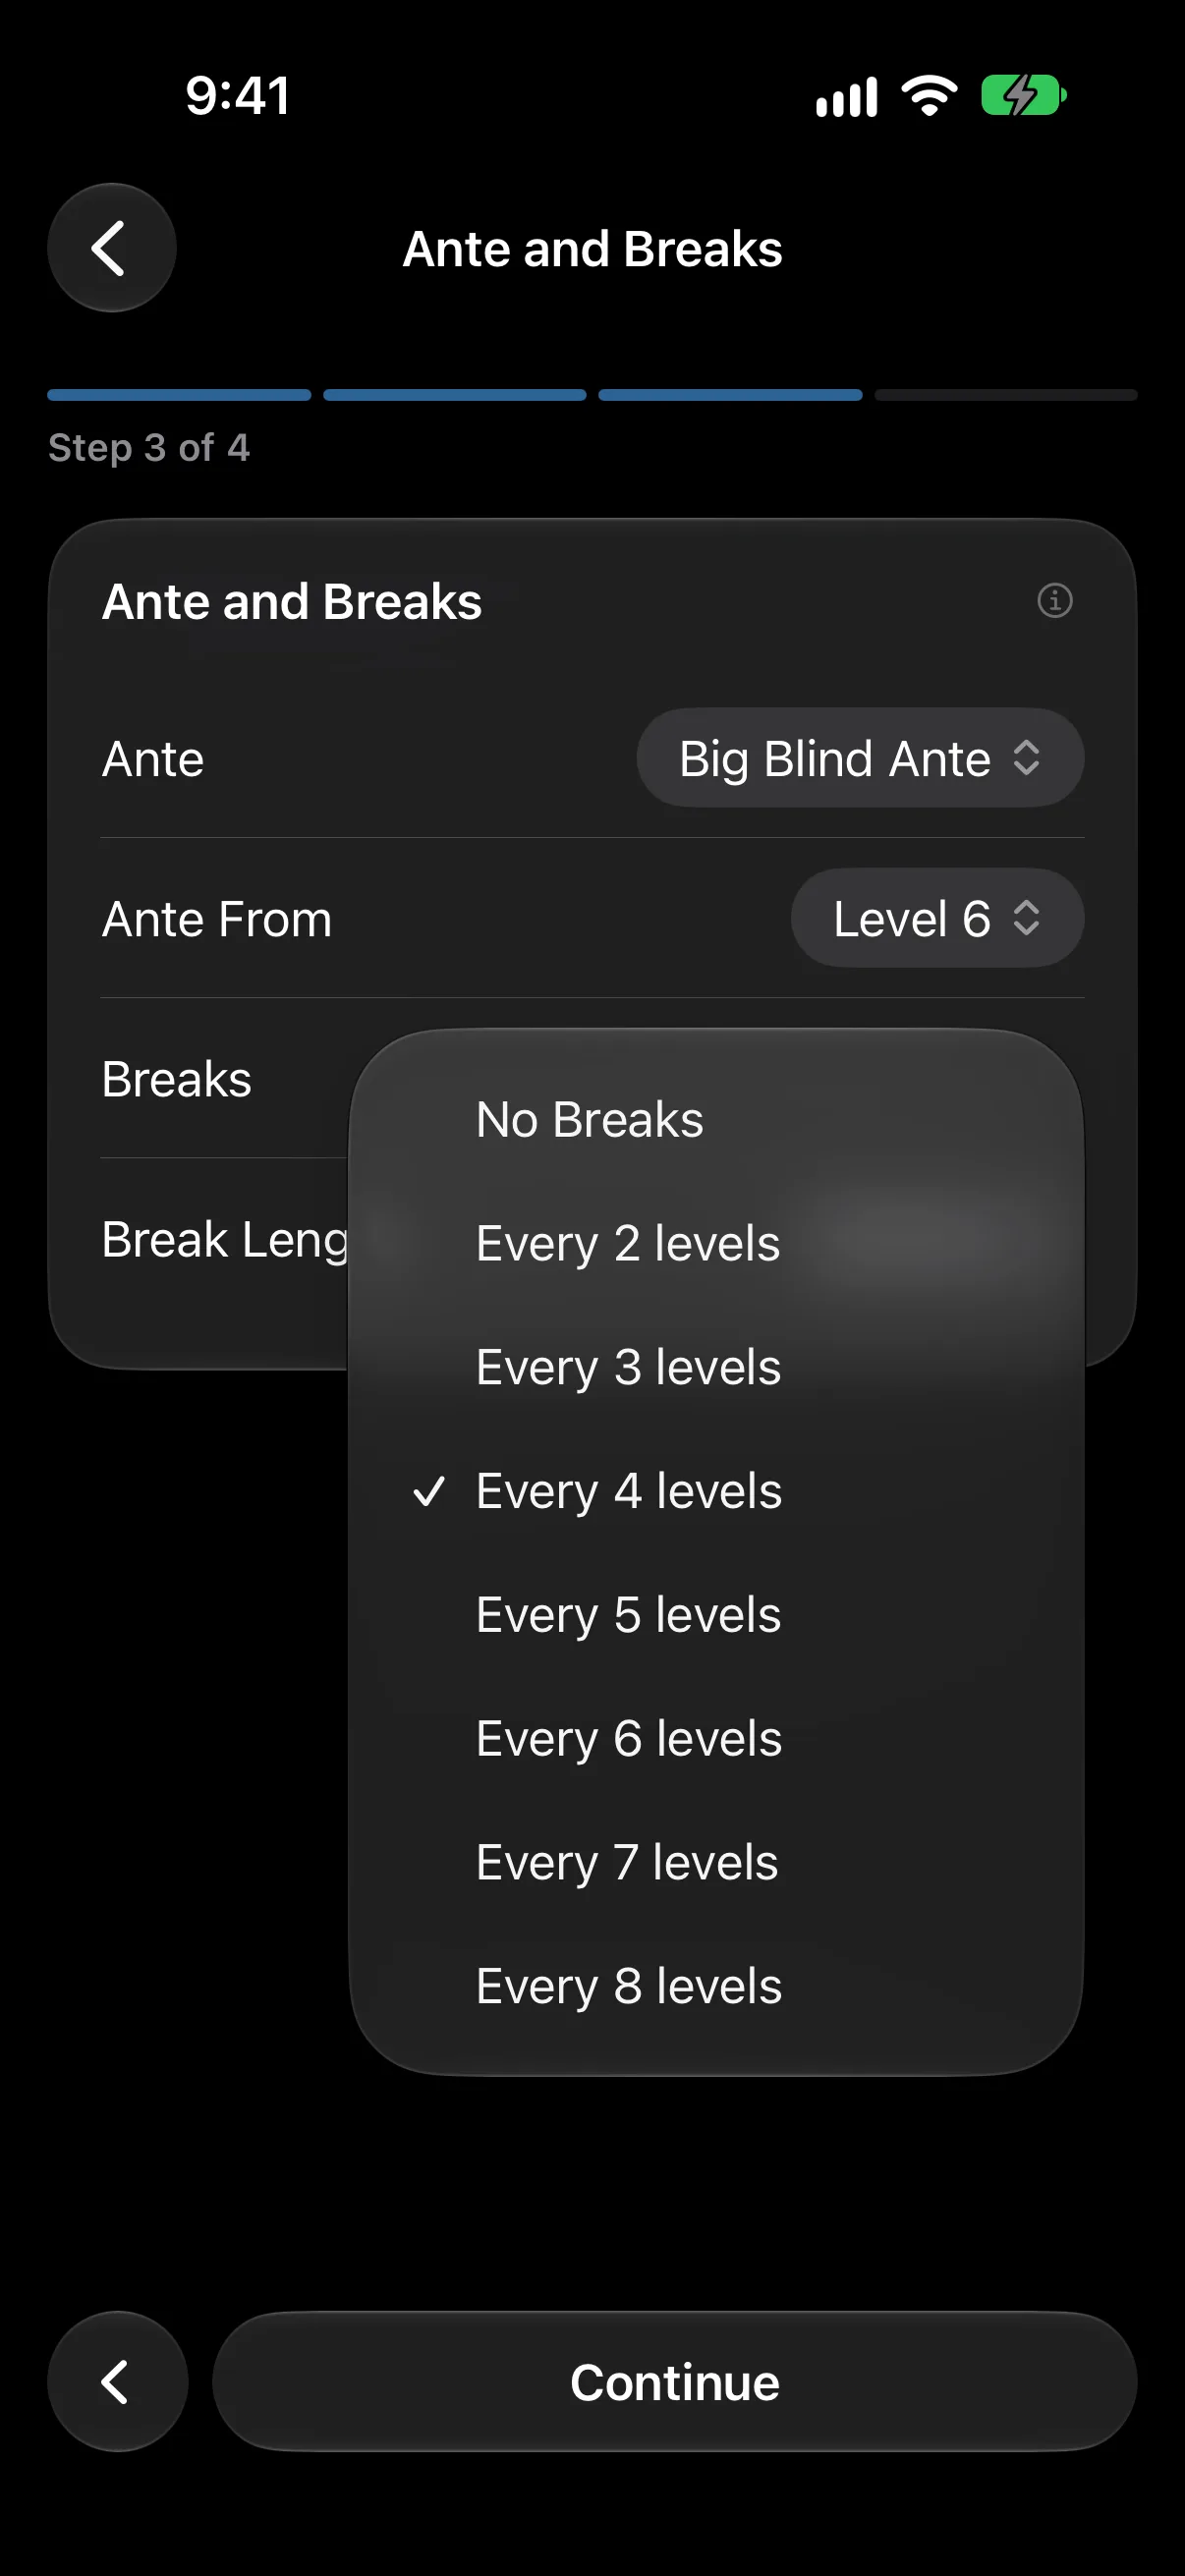 9:41
Ante and Breaks
Step 3 of 4
Ante and Breaks
Ante
Big Blind Ante
Ante From
Level 6
Breaks
No Breaks
Break Leng
Every 2 levels
Every 3 levels
Every 4 levels
Every 5 levels
Every 6 levels
Every 7 levels
Every 8 levels
Continue